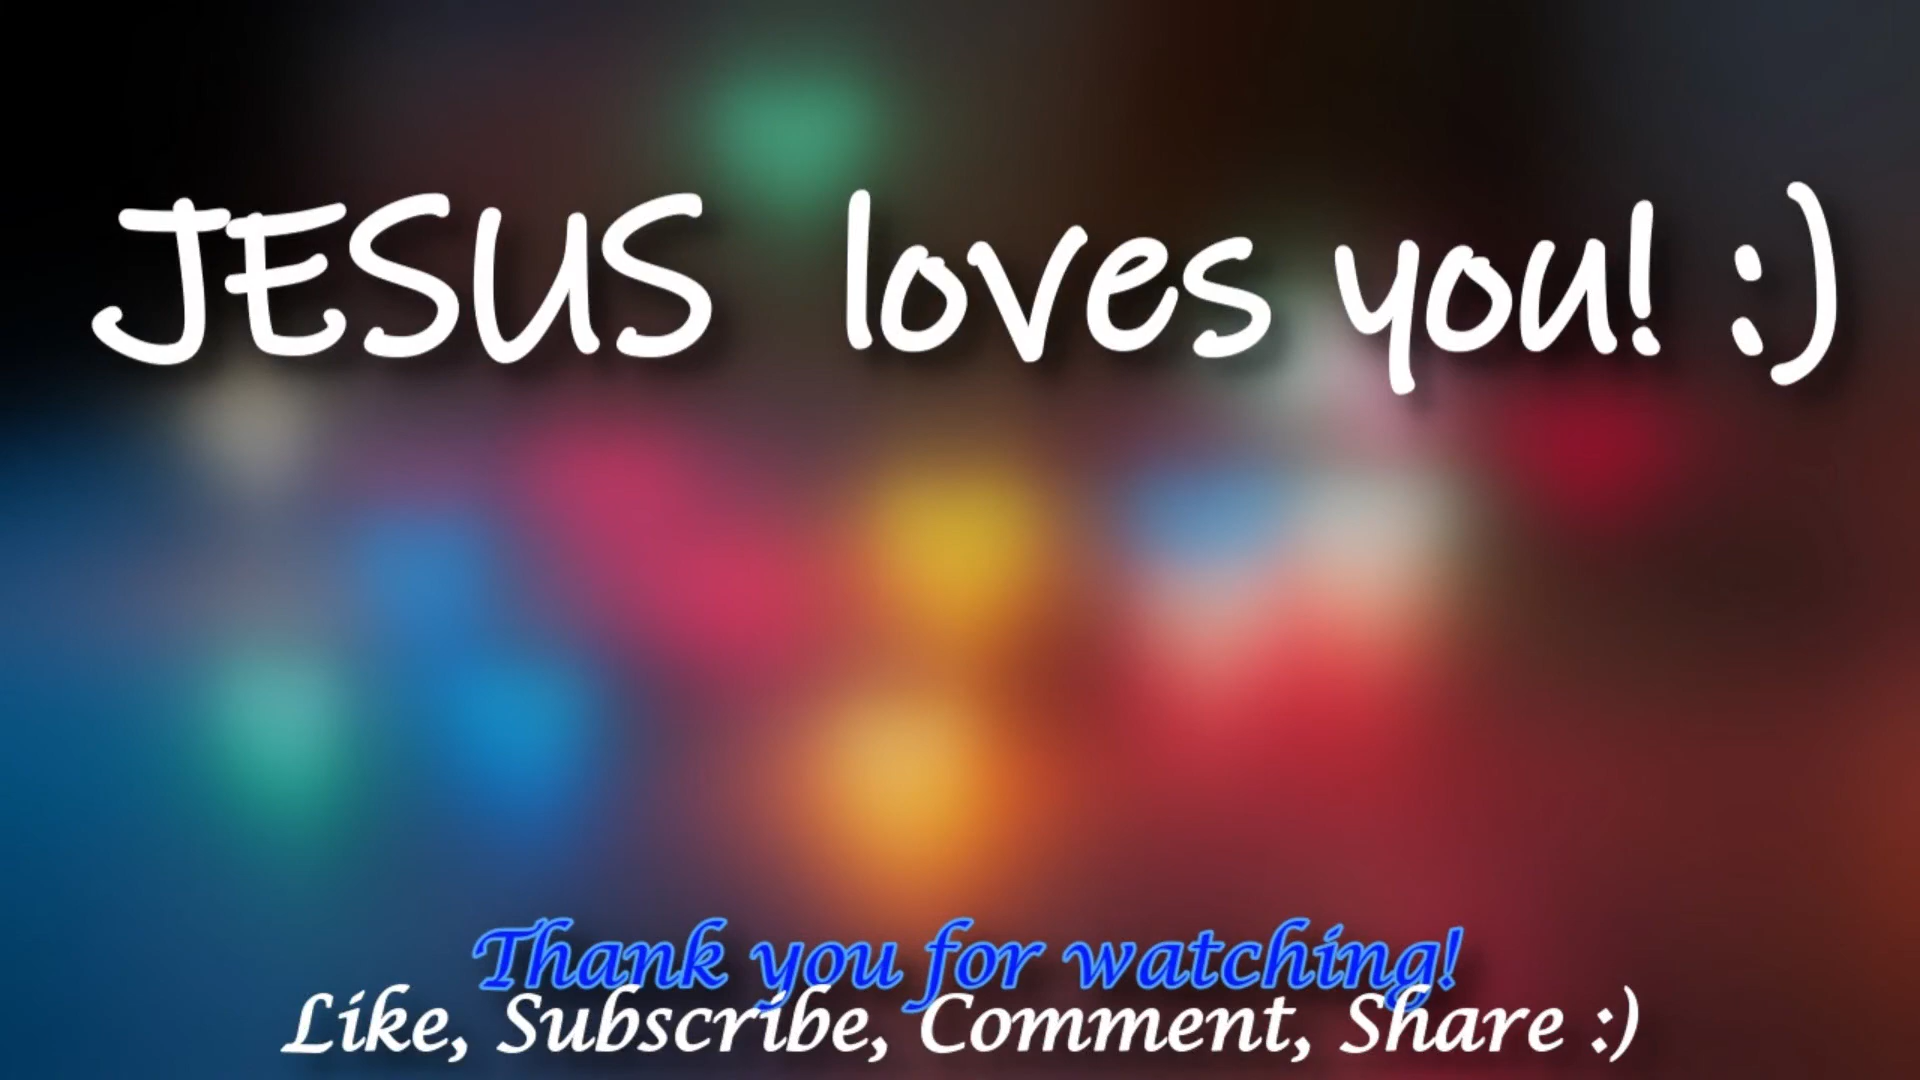 JESUS loves you! :)
Thank you for watching!
Like, Subscribe, Comment, Share :)